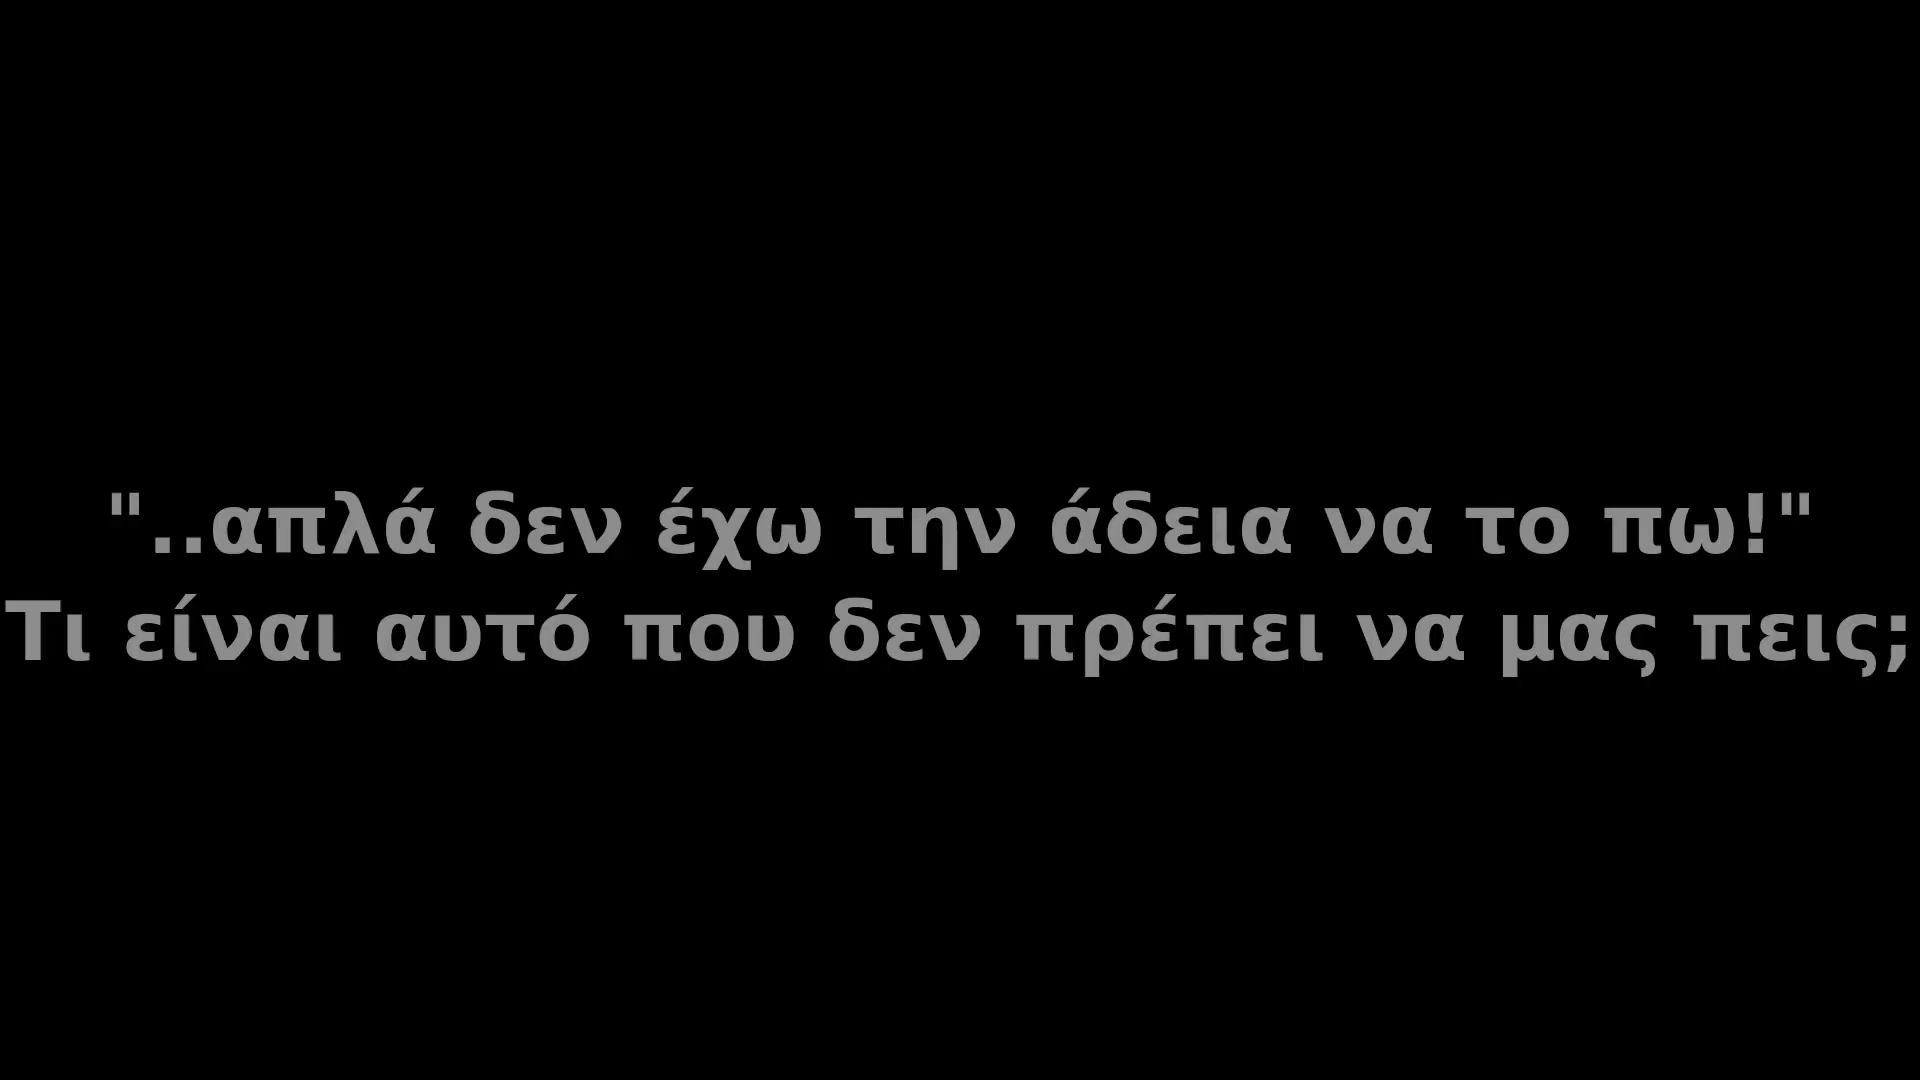 "..απλά δεν έχω την άδεια να το πω!"
Τι είναι αυτό που δεν πρέπει να μας πεις;